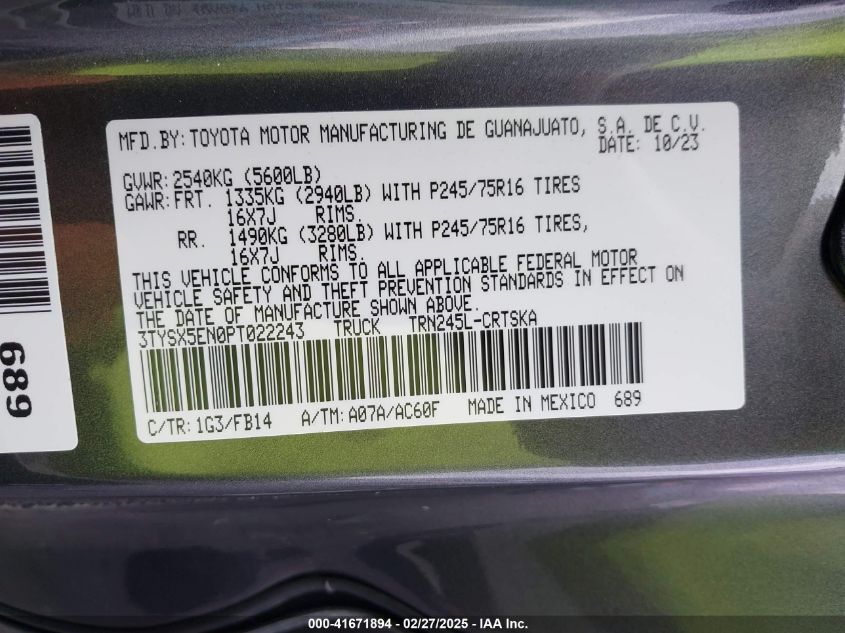 MFD.BY:TOYOTA MOTOR MANUFACTURING DE GUANAJUATO, S.A. DE C.V.
DATE: 10/23
GVWR:2540KG (5600LB)
GAWR:FRT. 1335KG (2940LB) WITH P245/75R16 TIRES
16X7J RIMS.
RR. 1490KG (3280LB) WITH P245/75R16 TIRES,
16X7J RIMS.
THIS VEHICLE CONFORMS TO ALL APPLICABLE FEDERAL MOTOR
VEHICLE SAFETY AND THEFT PREVENTION STANDARDS IN EFFECT ON
THE DATE OF MANUFACTURE SHOWN ABOVE.
3TYSX5EN0PT022243 TRUCK TRN245L-CRTSKA
C/TR:1G3/FB14 A/TM:A07A/AC60F MADE IN MEXICO 689
689
000-41671894 - 02/27/2025 - IAA Inc.